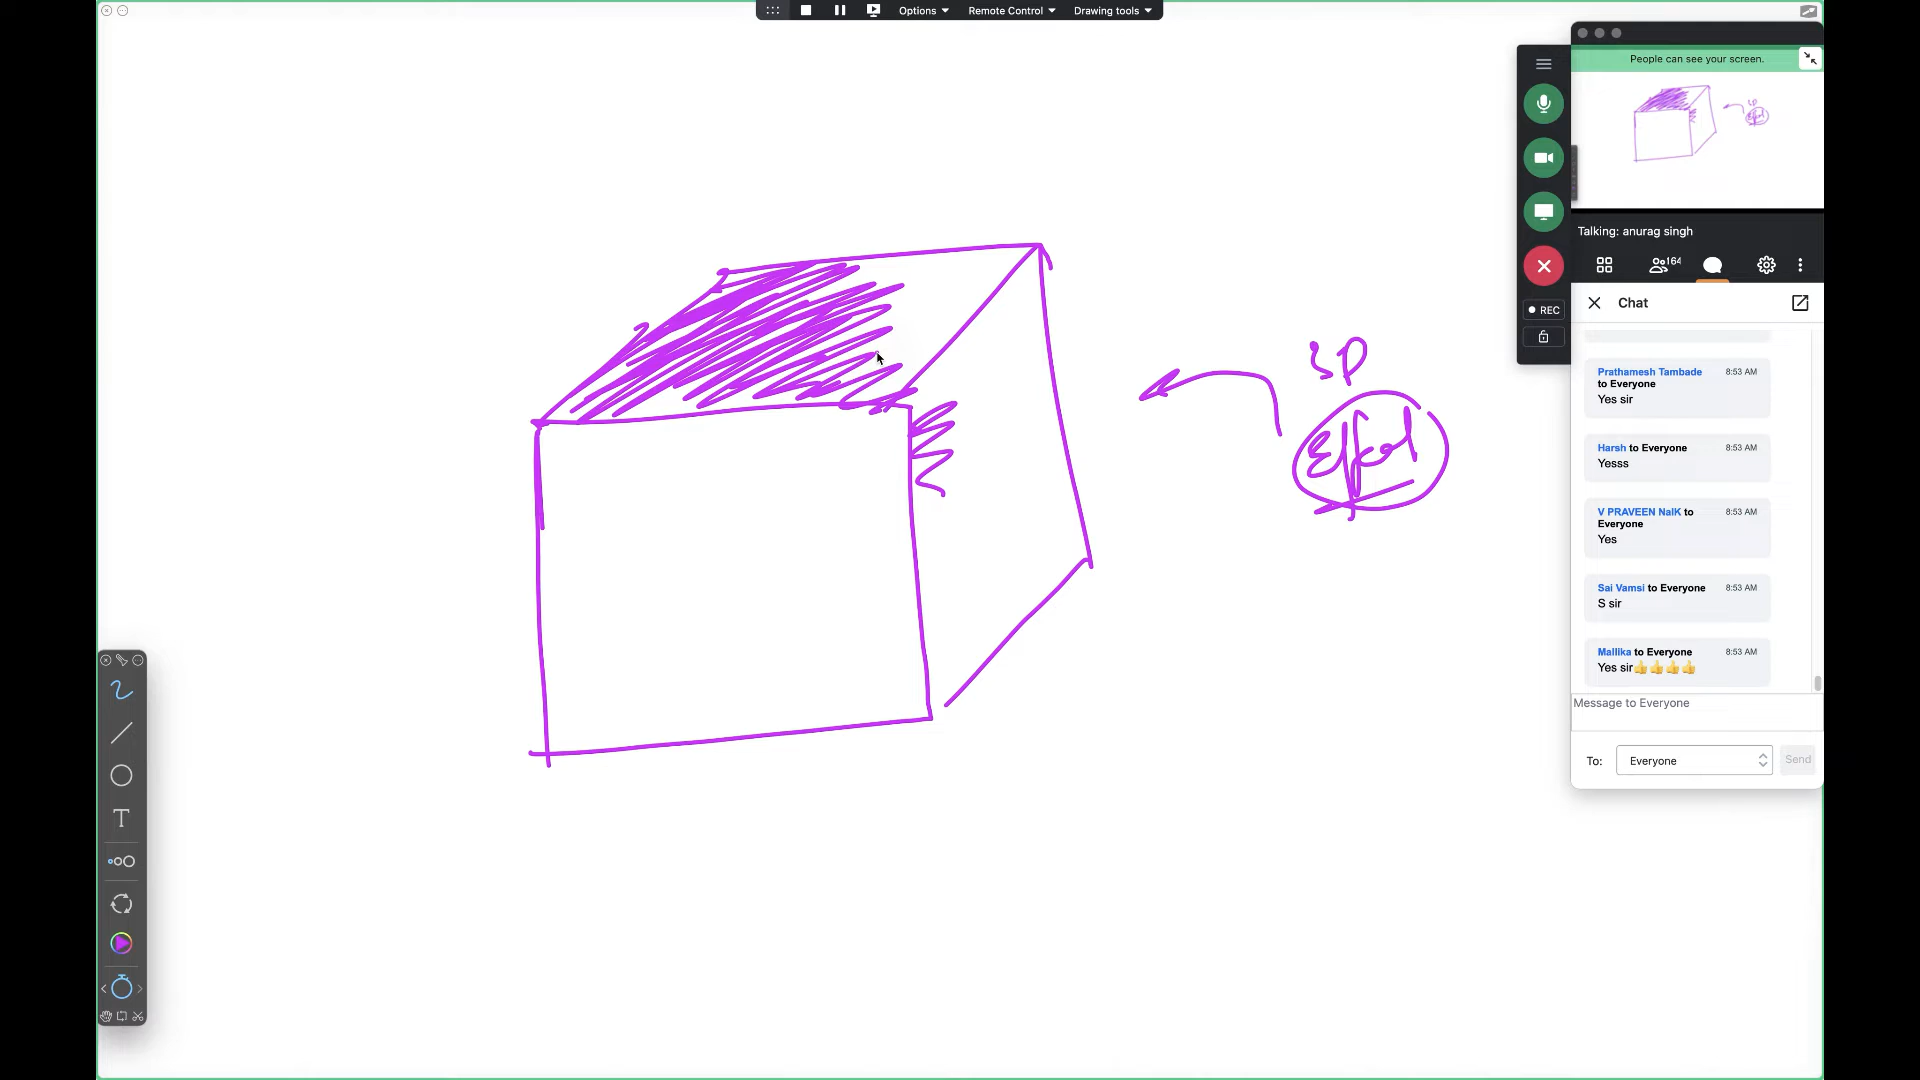 Options
Remote Control
Drawing tools
People can see your screen.
Talking: anurag singh
164
REC
Chat
Prathamesh Tambade to Everyone 8:53 AM
Yes sir
Harsh to Everyone 8:53 AM
Yesss
V PRAVEEN NaIK to Everyone 8:53 AM
Yes
Sai Vamsi to Everyone 8:53 AM
S sir
Mallika to Everyone 8:53 AM
Yes sir👍👍👍👍
Message to Everyone
To: Everyone
Send
T